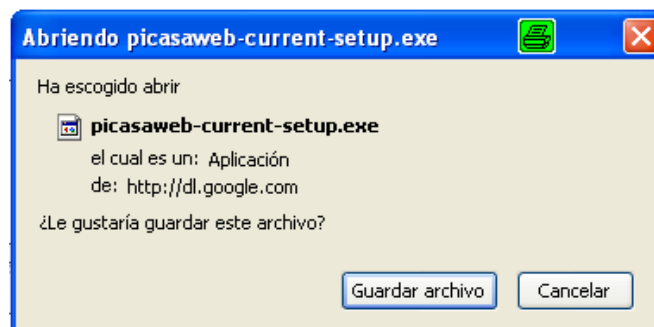 Abriendo picasaweb-current-setup.exe
Ha escogido abrir
picasaweb-current-setup.exe
el cual es un: Aplicación
de: http://dl.google.com
¿Le gustaría guardar este archivo?
Guardar archivo Cancelar